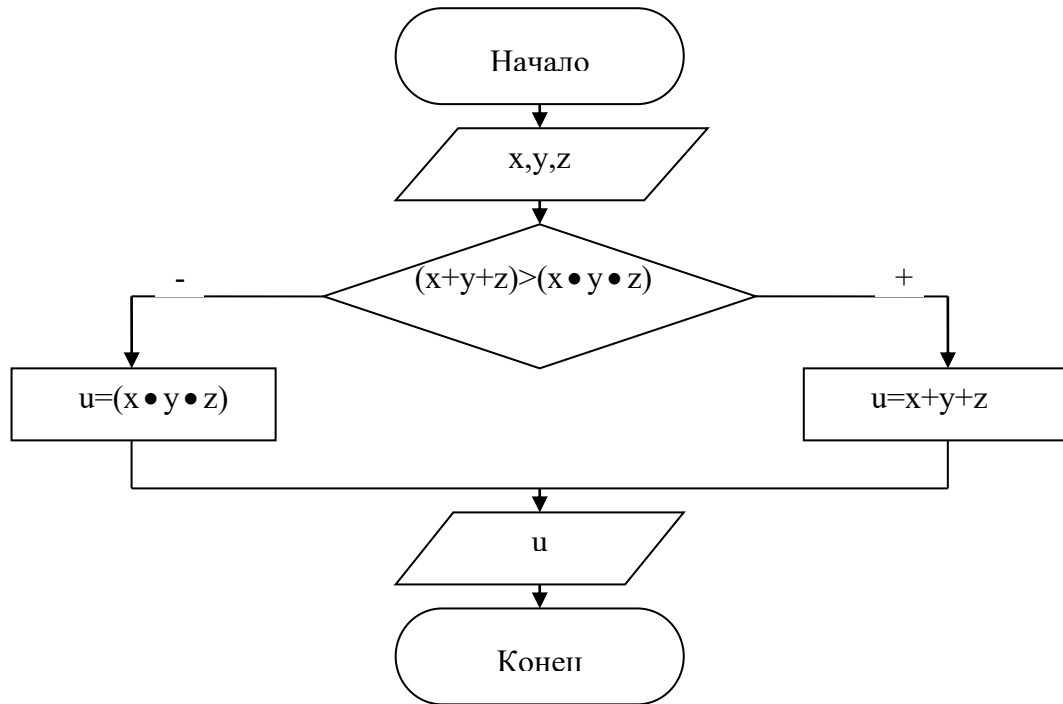 Начало
x,y,z
(x+y+z)>(x•y•z)
-
+
u=(x•y•z)
u=x+y+z
u
Конец